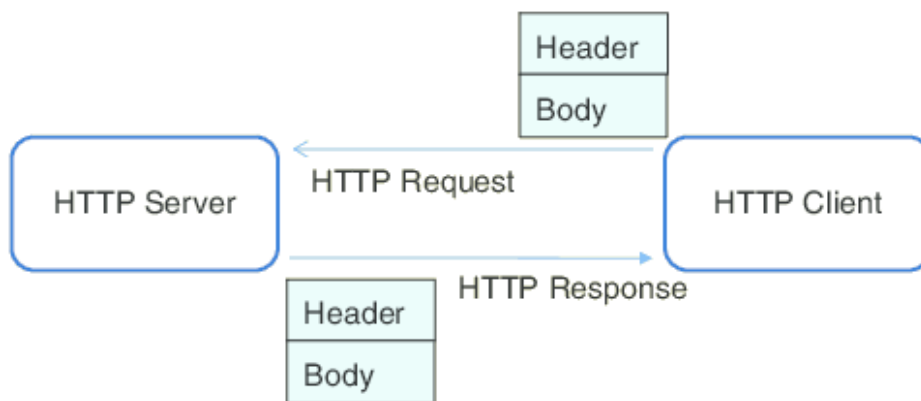 Header
Body
HTTP Request
HTTP Server
HTTP Client
HTTP Response
Header
Body